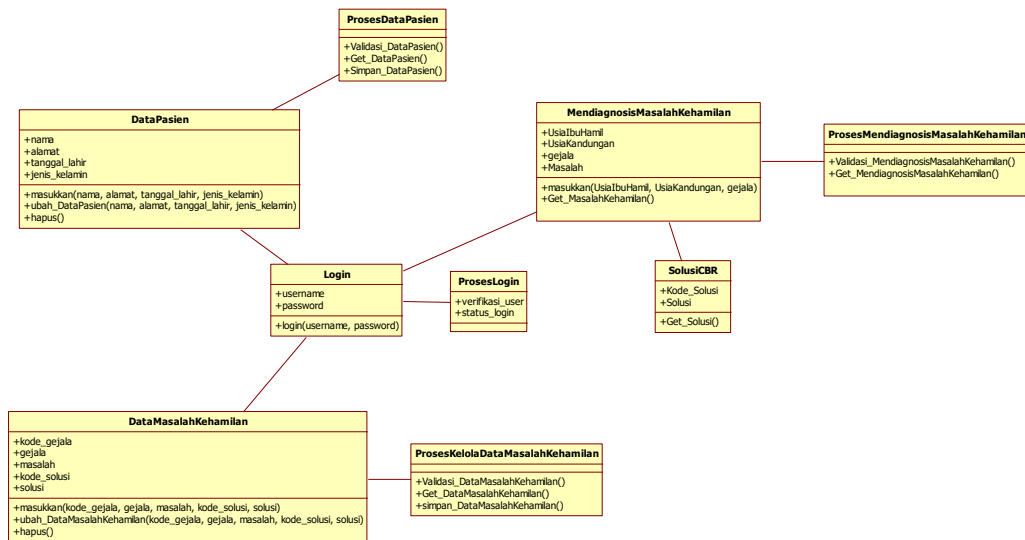 ProsesDataPasien
+Validasi_DataPasien()
+Get_DataPasien()
+Simpan_DataPasien()
DataPasien
+nama
+alamat
+tanggal_lahir
+jenis_kelamin
+masukkan(nama, alamat, tanggal_lahir, jenis_kelamin)
+ubah_DataPasien(nama, alamat, tanggal_lahir, jenis_kelamin)
+hapus()
MendiagnosisMasalahKehamilan
+UsiaIbuHamil
+UsiaKandungan
+gejala
+Masalah
+masukkan(UsiaIbuHamil, UsiaKandungan, gejala)
+Get_MasalahKehamilan()
ProsesMendiagnosisMasalahKehamilan
+Validasi_MendiagnosisMasalahKehamilan()
+Get_MendiagnosisMasalahKehamilan()
Login
+username
+password
+login(username, password)
ProsesLogin
+verifikasi_user
+status_login
SolusiCBR
+Kode_Solusi
+Solusi
+Get_Solusi()
DataMasalahKehamilan
+kode_gejala
+gejala
+masalah
+kode_solusi
+solusi
+masukkan(kode_gejala, gejala, masalah, kode_solusi, solusi)
+ubah_DataMasalahKehamilan(kode_gejala, gejala, masalah, kode_solusi, solusi)
+hapus()
ProsesKelolaDataMasalahKehamilan
+Validasi_DataMasalahKehamilan()
+Get_DataMasalahKehamilan()
+simpan_DataMasalahKehamilan()